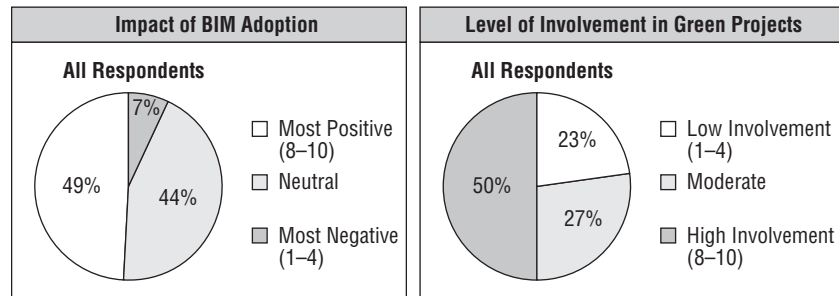 Impact of BIM Adoption
All Respondents
7%
49%
44%
Most Positive
(8–10)
Neutral
Most Negative
(1–4)
Level of Involvement in Green Projects
All Respondents
23%
50%
27%
Low Involvement
(1–4)
Moderate
High Involvement
(8–10)